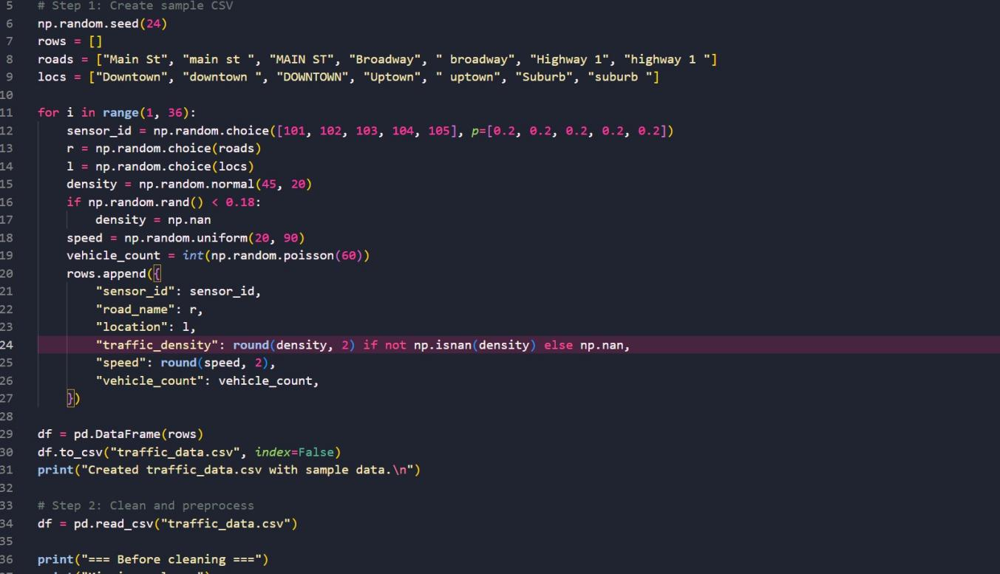 5 # Step 1: Create sample CSV
6 np.random.seed(24)
7 rows = []
8 roads = ["Main St", "main st ", "MAIN ST", "Broadway", " broadway", "Highway 1", "highway 1 "]
9 locs = ["Downtown", "downtown ", "DOWNTOWN", "Uptown", " uptown", "Suburb", "suburb "]
10
11 for i in range(1, 36):
12     sensor_id = np.random.choice([101, 102, 103, 104, 105], p=[0.2, 0.2, 0.2, 0.2, 0.2])
13     r = np.random.choice(roads)
14     l = np.random.choice(locs)
15     density = np.random.normal(45, 20)
16     if np.random.rand() < 0.18:
17         density = np.nan
18     speed = np.random.uniform(20, 90)
19     vehicle_count = int(np.random.poisson(60))
20     rows.append({
21         "sensor_id": sensor_id,
22         "road_name": r,
23         "location": l,
24         "traffic_density": round(density, 2) if not np.isnan(density) else np.nan,
25         "speed": round(speed, 2),
26         "vehicle_count": vehicle_count,
27     })
28
29 df = pd.DataFrame(rows)
30 df.to_csv("traffic_data.csv", index=False)
31 print("Created traffic_data.csv with sample data.\n")
32
33 # Step 2: Clean and preprocess
34 df = pd.read_csv("traffic_data.csv")
35
36 print("=== Before cleaning ===")